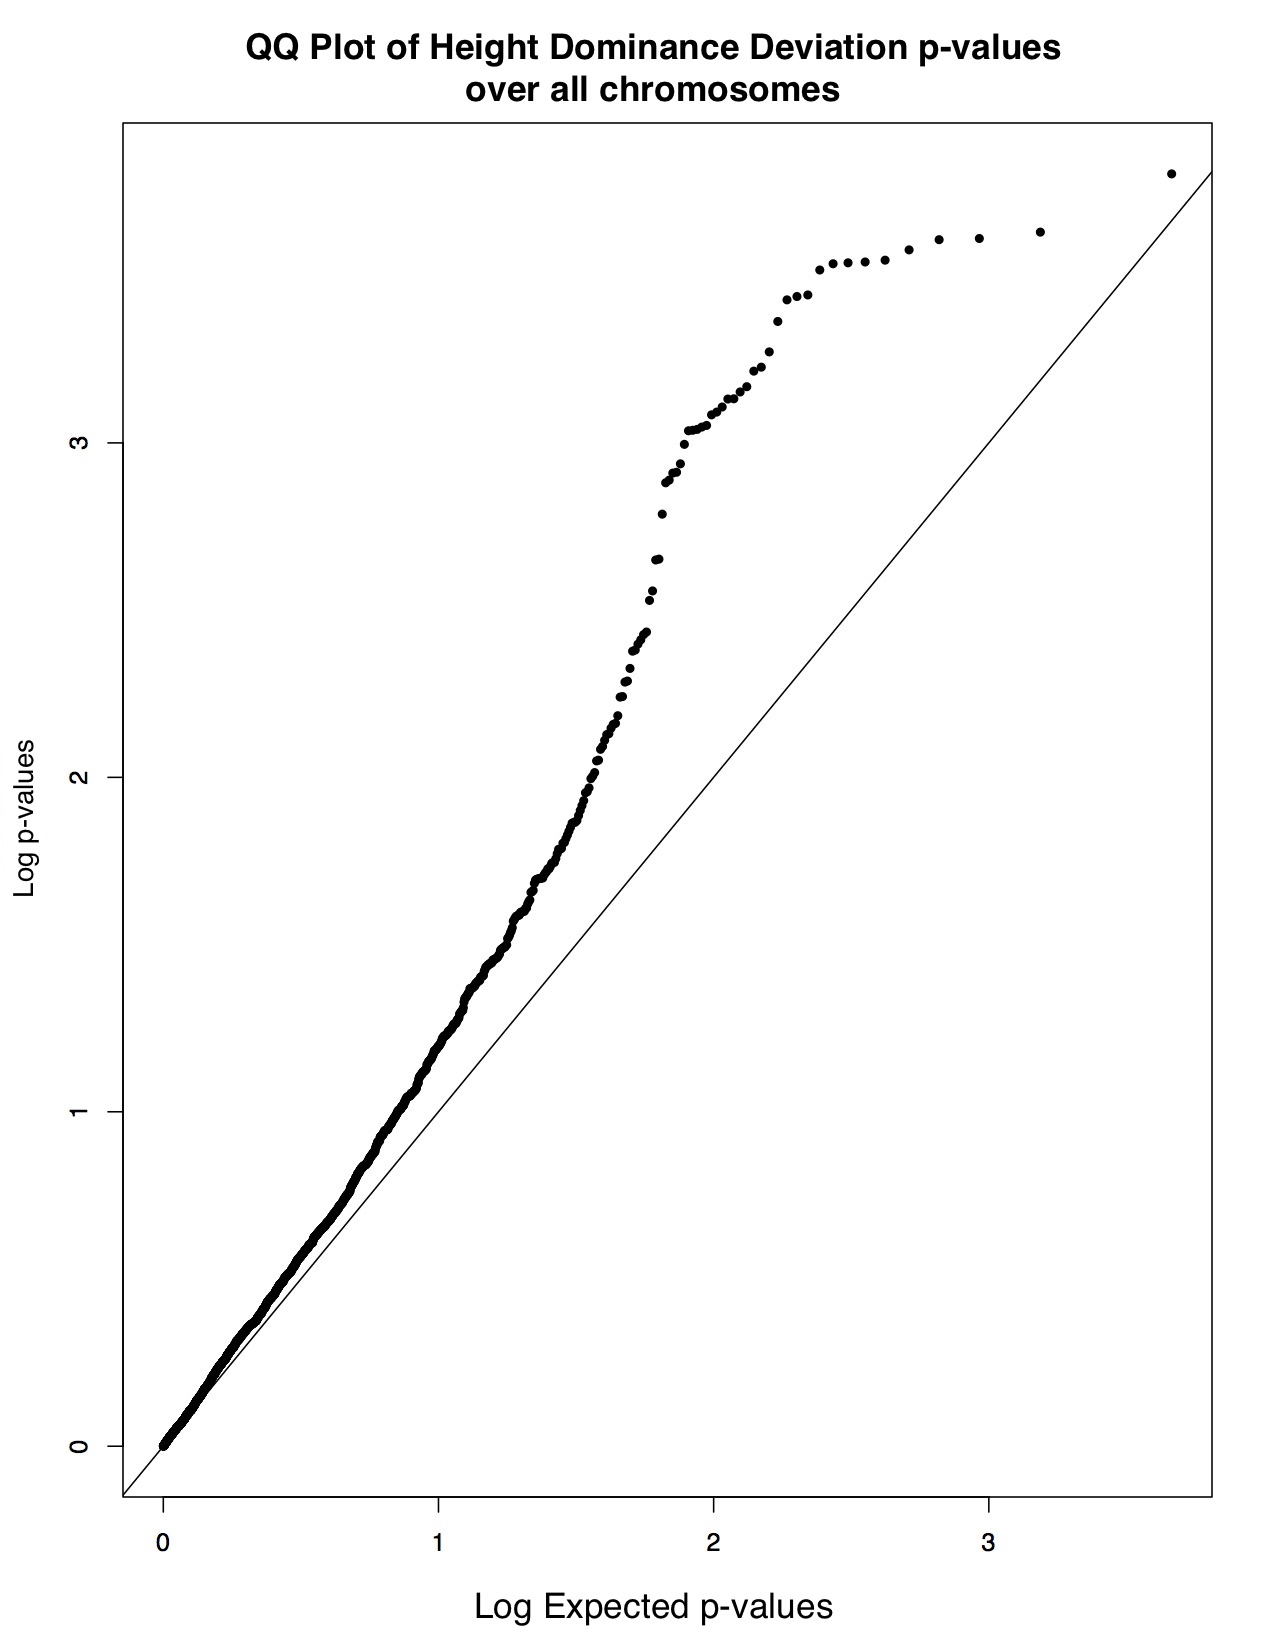 QQ Plot of Height Dominance Deviation p-values
over all chromosomes
Log p-values
3
2
1
0
0 1 2 3
Log Expected p-values